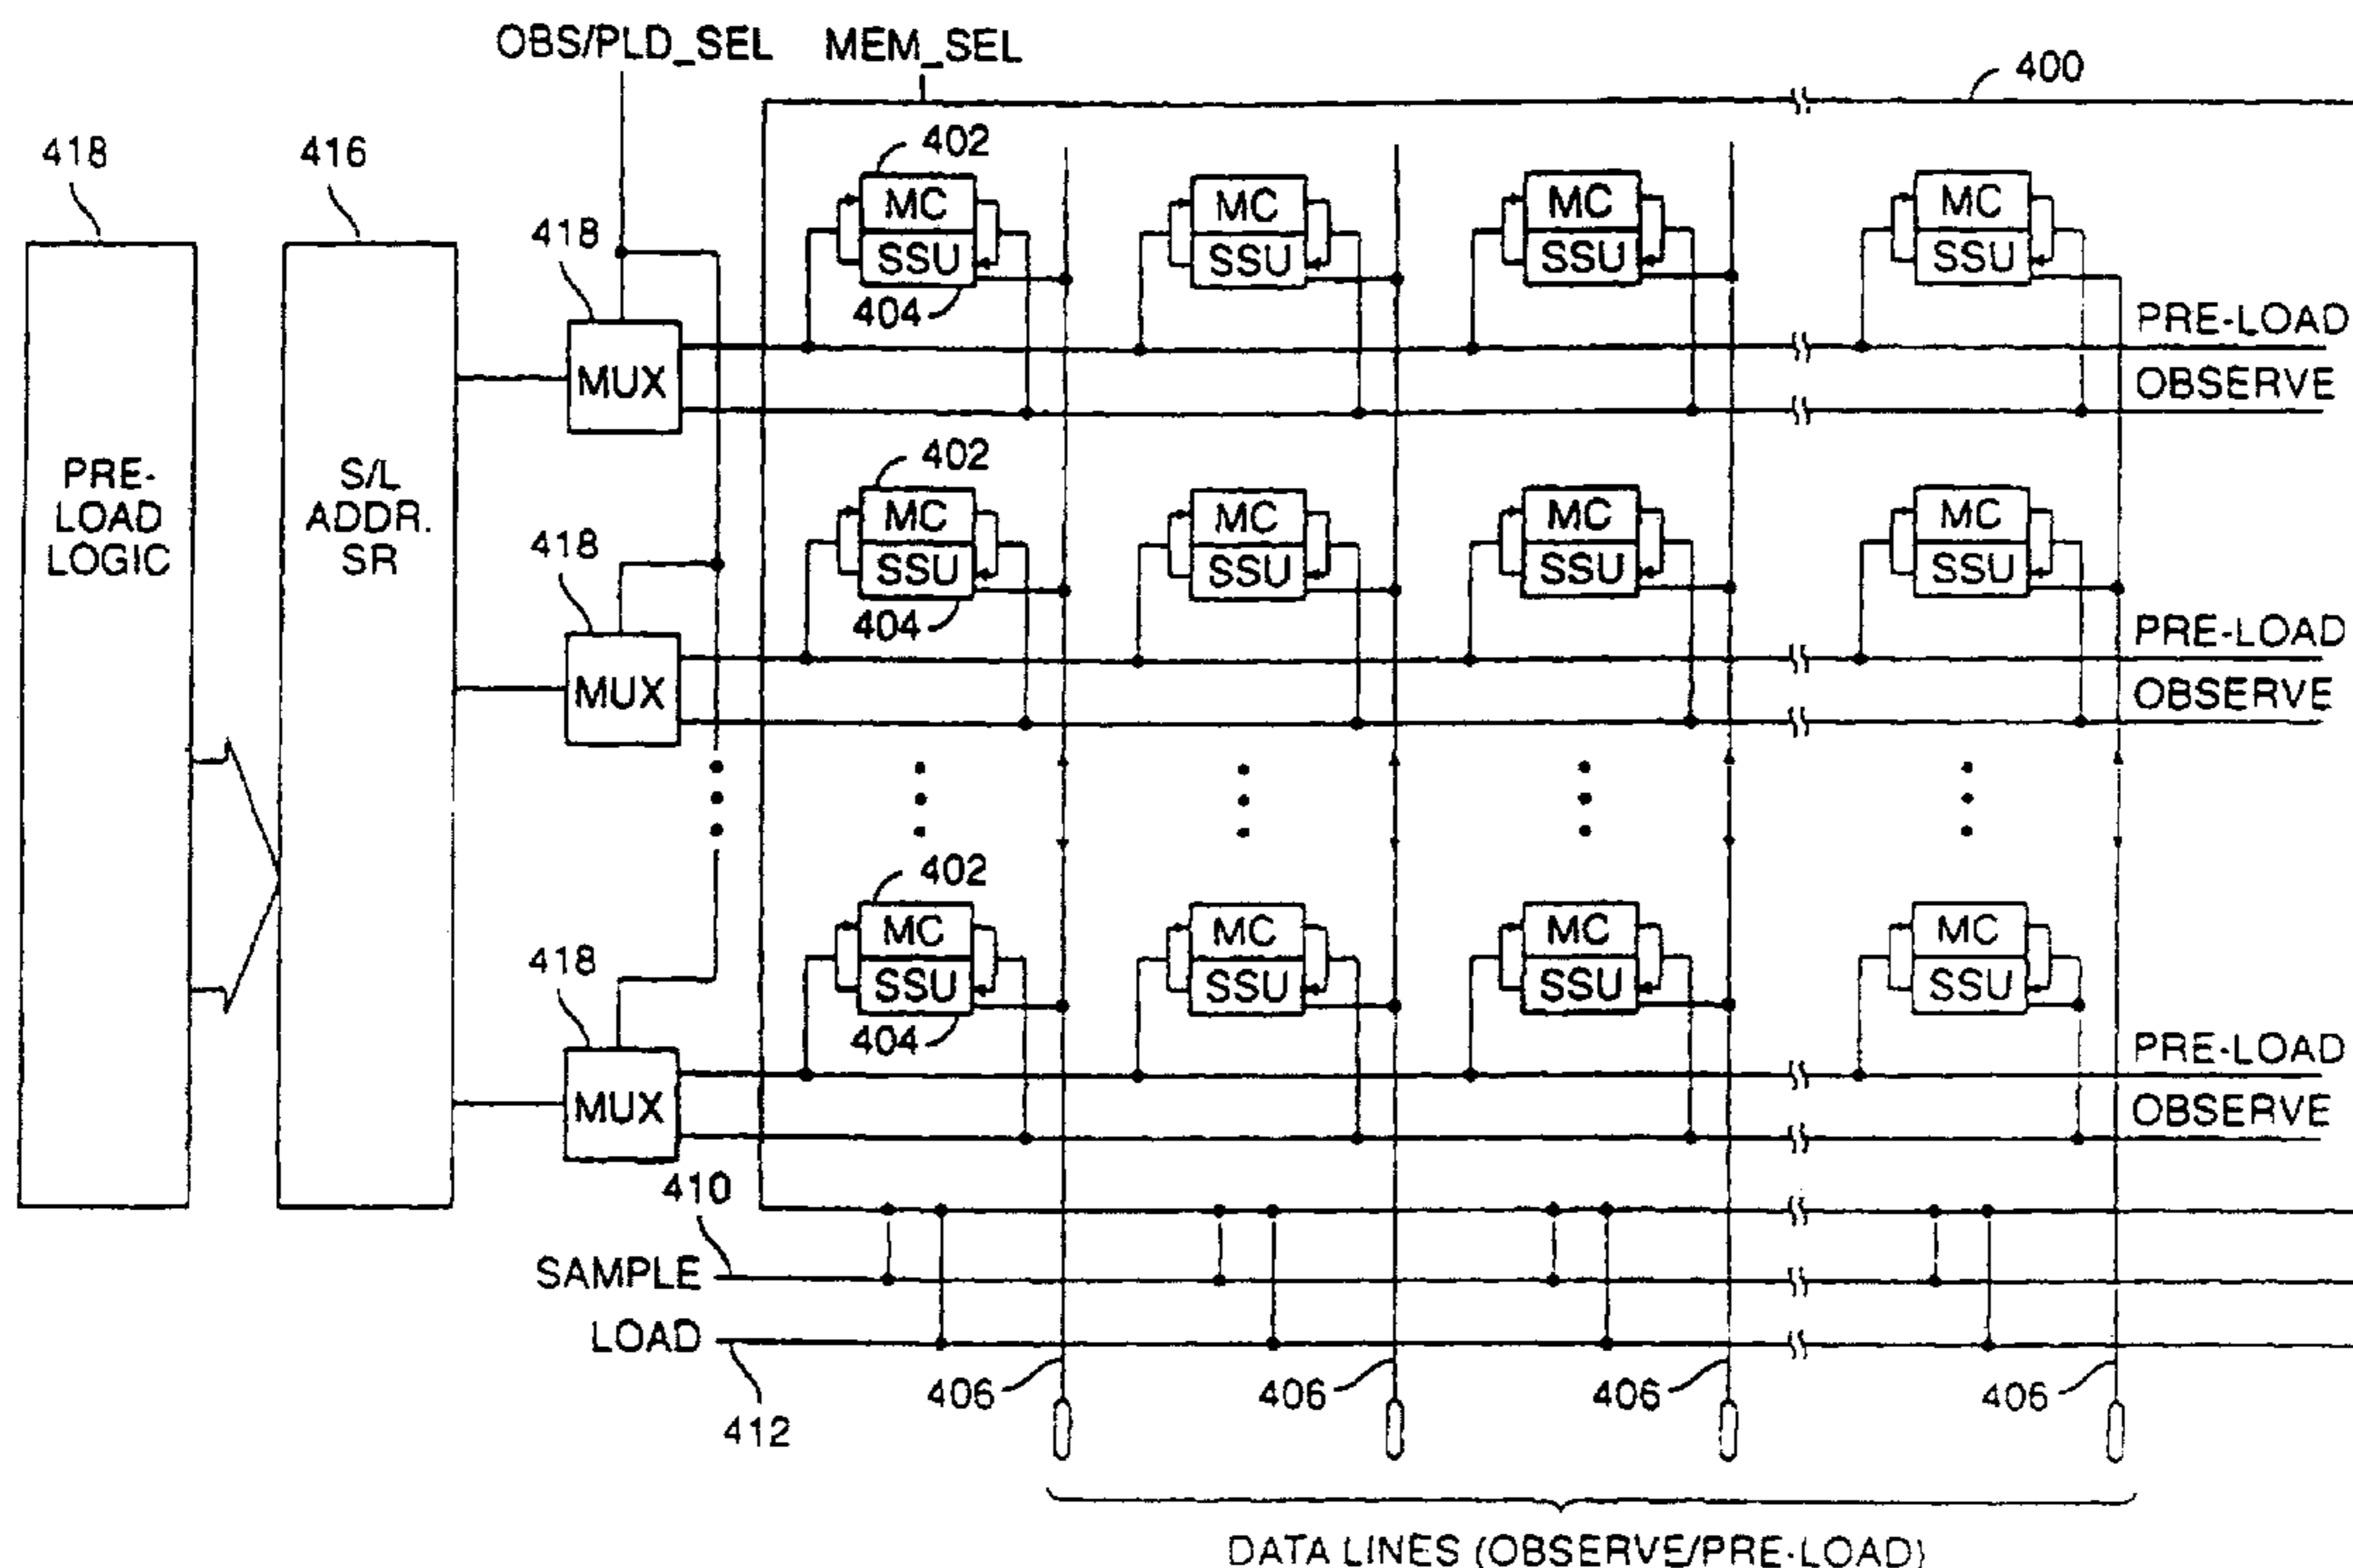 OBS/PLD_SEL MEM_SEL
400
418 416 402
418
MC MC MC MC
SSU SSU SSU SSU
404
PRE-LOAD
MUX
OBSERVE
402
PRE-
LOAD
LOGIC
S/L
ADDR.
SR
418
MC MC MC MC
SSU SSU SSU SSU
404
PRE-LOAD
MUX
OBSERVE
402
418
MC MC MC MC
SSU SSU SSU SSU
404
PRE-LOAD
MUX
OBSERVE
410
SAMPLE
LOAD
412
406 406 406 406
DATA LINES (OBSERVE/PRE-LOAD)